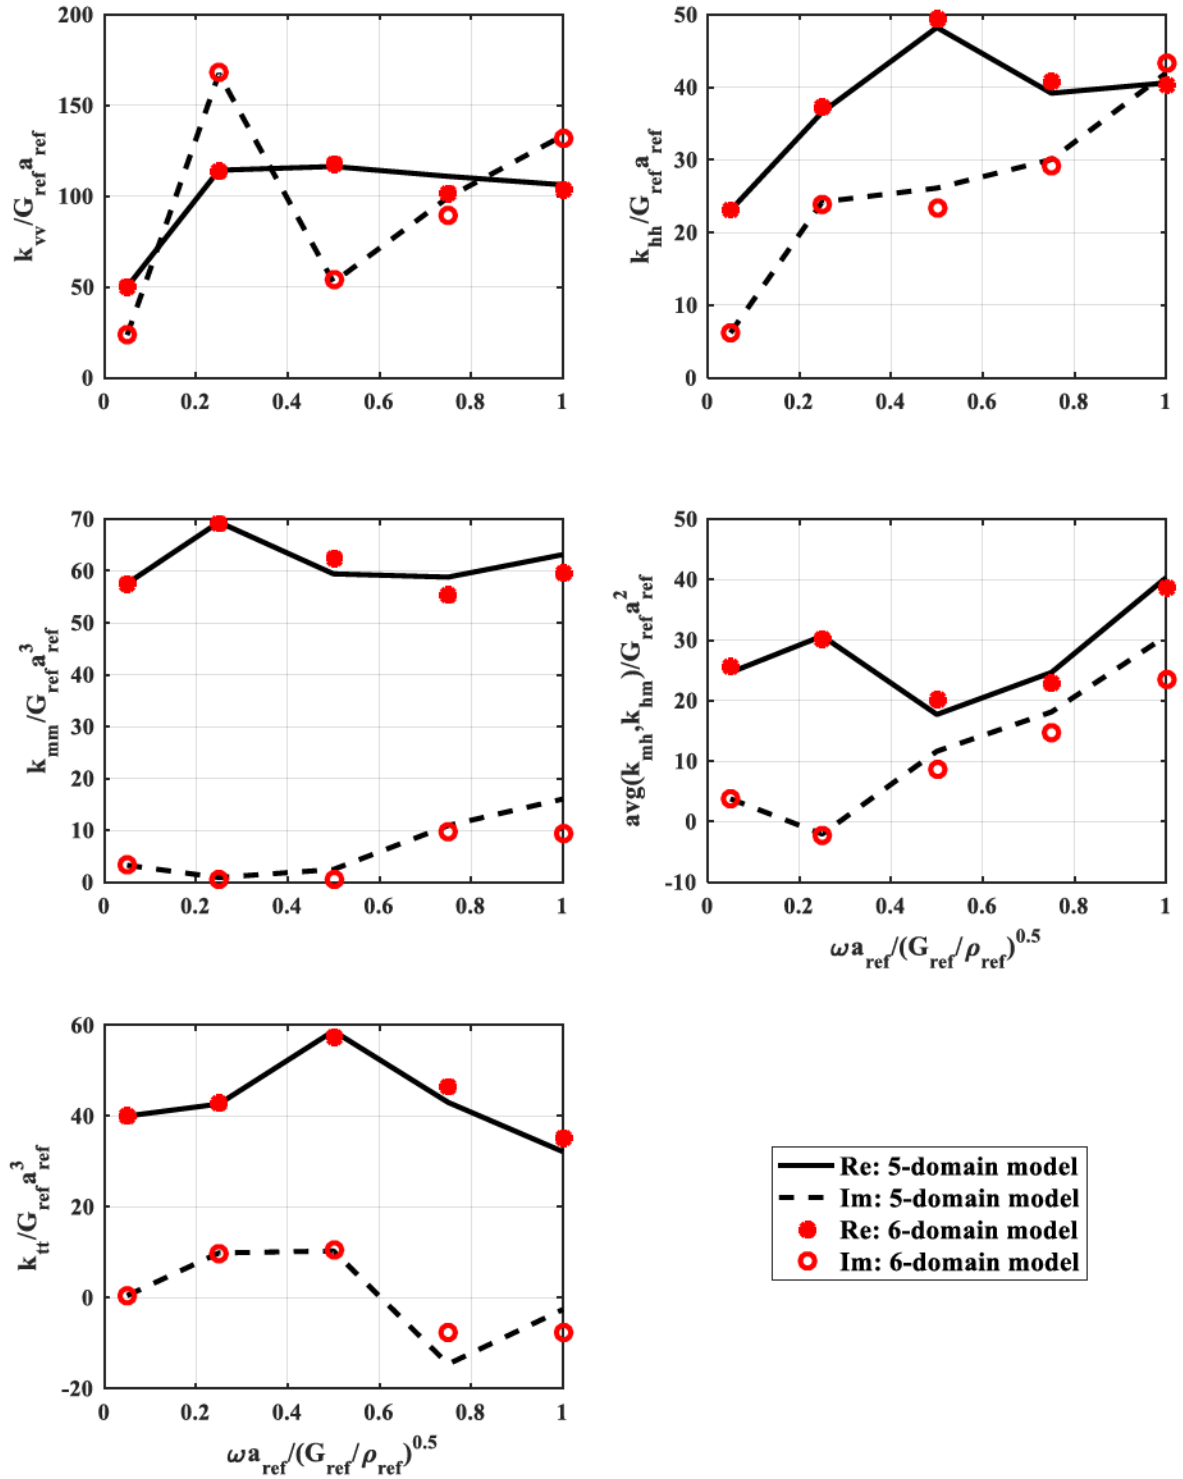 200
150
100
50
0
k_vv/G_ref a_ref
0 0.2 0.4 0.6 0.8 1
50
40
30
20
10
0
k_hh/G_ref a_ref
0 0.2 0.4 0.6 0.8 1
70
60
50
40
30
20
10
0
k_mm/G_ref a^3_ref
0 0.2 0.4 0.6 0.8 1
50
40
30
20
10
0
-10
avg(k_mh,k_hm)/G_ref a^2_ref
0 0.2 0.4 0.6 0.8 1
ωa_ref/(G_ref/ρ_ref)^0.5
60
40
20
0
-20
k_tt/G_ref a^3_ref
0 0.2 0.4 0.6 0.8 1
ωa_ref/(G_ref/ρ_ref)^0.5
Re: 5-domain model
Im: 5-domain model
Re: 6-domain model
Im: 6-domain model